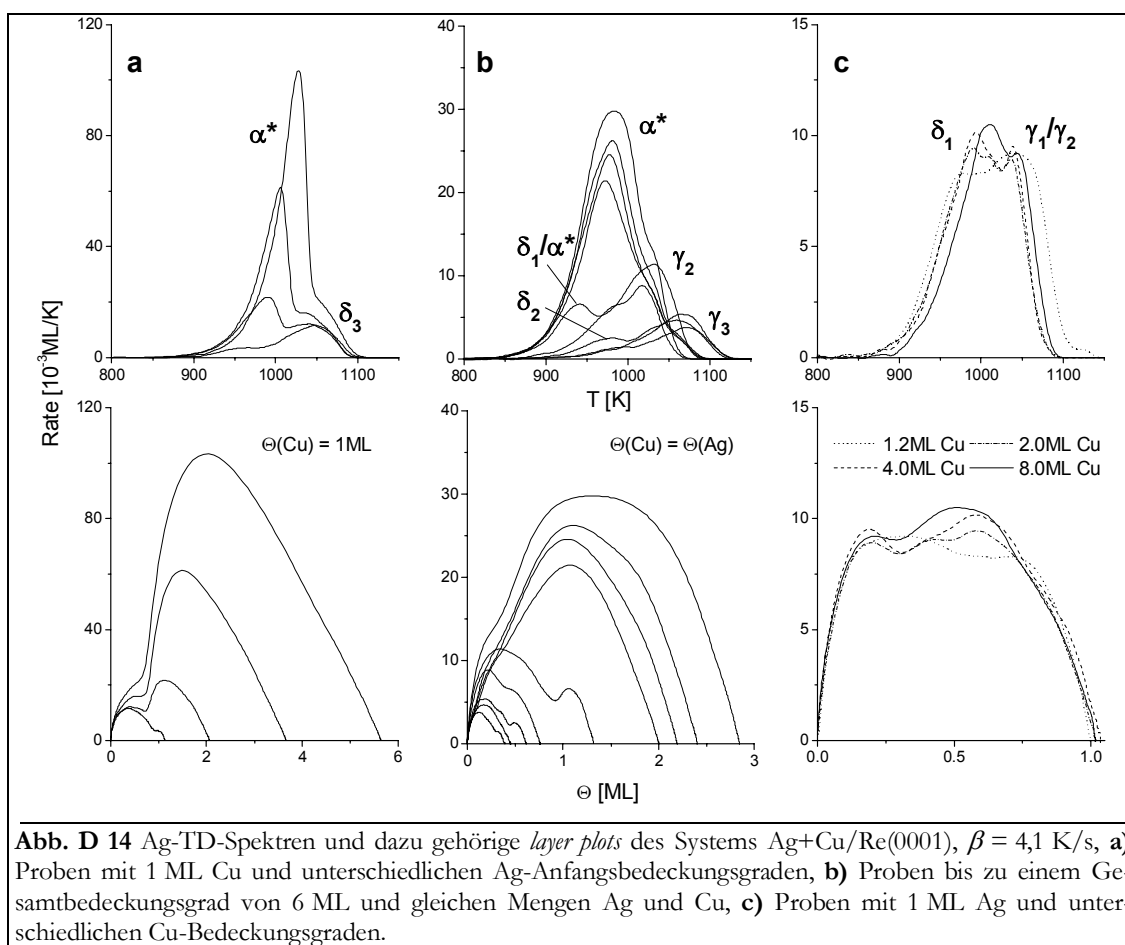 a
b
c
α*
δ₃
α*
δ₁/α*
γ₂
δ₂
γ₃
δ₁
γ₁/γ₂
120
80
40
0
800 900 1000 1100
40
30
20
10
0
800 900 1000 1100
15
10
5
0
800 900 1000 1100
T [K]
Rate [10⁻³ML/K]
Θ(Cu) = 1ML
120
80
40
0
0 2 4 6
Θ(Cu) = Θ(Ag)
40
30
20
10
0
0 1 2 3
1.2ML Cu 2.0ML Cu
4.0ML Cu 8.0ML Cu
15
10
5
0
0.0 0.5 1.0
Θ [ML]
Abb. D 14 Ag-TD-Spektren und dazu gehörige layer plots des Systems Ag+Cu/Re(0001), β = 4,1 K/s, a)
Proben mit 1 ML Cu und unterschiedlichen Ag-Anfangsbedeckungsgraden, b) Proben bis zu einem Ge-
samtbedeckungsgrad von 6 ML und gleichen Mengen Ag und Cu, c) Proben mit 1 ML Ag und unter-
schiedlichen Cu-Bedeckungsgraden.